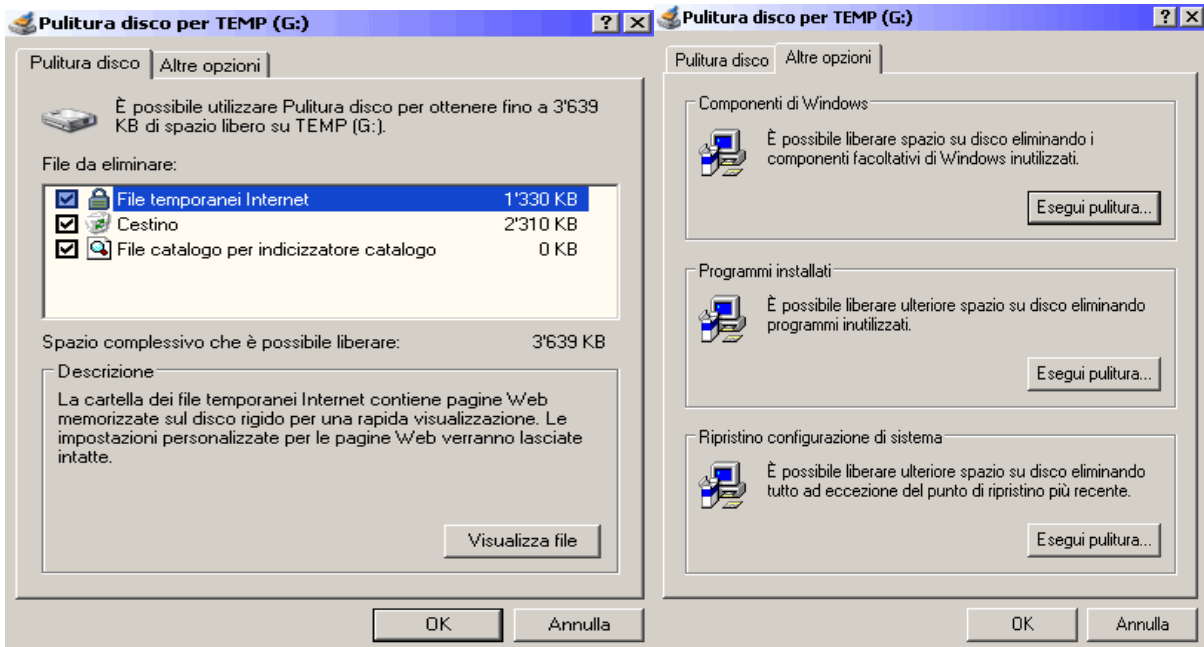 Pulitura disco per TEMP (G:)
Pulitura disco
Altre opzioni
È possibile utilizzare Pulitura disco per ottenere fino a 3'639
KB di spazio libero su TEMP (G:).
File da eliminare:
File temporanei Internet 1'330 KB
Cestino 2'310 KB
File catalogo per indicizzatore catalogo 0 KB
Spazio complessivo che è possibile liberare: 3'639 KB
Descrizione
La cartella dei file temporanei Internet contiene pagine Web
memorizzate sul disco rigido per una rapida visualizzazione. Le
impostazioni personalizzate per le pagine Web verranno lasciate
intatte.
Visualizza file
OK
Annulla
Pulitura disco per TEMP (G:)
Pulitura disco
Altre opzioni
Componenti di Windows
È possibile liberare spazio su disco eliminando i
componenti facoltativi di Windows inutilizzati.
Esegui pulitura...
Programmi installati
È possibile liberare ulteriore spazio su disco eliminando
programmi inutilizzati.
Esegui pulitura...
Ripristino configurazione di sistema
È possibile liberare ulteriore spazio su disco eliminando
tutto ad eccezione del punto di ripristino più recente.
Esegui pulitura...
OK
Annulla